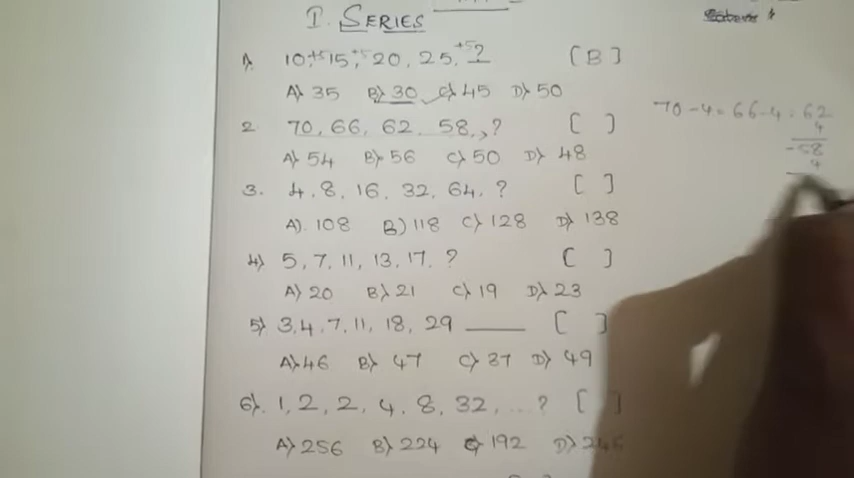 I. SERIES
1). 10, +5 15, +5 20, 25, +5 ? [ B ]
A) 35 B) 30 C) 45 D) 50
2 70, 66, 62, 58, , ? [ ]
A) 54 B) 56 C) 50 D) 48
3. 4, 8, 16, 32, 64, ? [ ]
A). 108 B) 118 C) 128 D) 138
4) 5, 7, 11, 13, 17, ? [ ]
A) 20 B) 21 C) 19 D) 23
5) 3, 4, 7, 11, 18, 29 ____ [ ]
A) 46 B) 47 C) 37 D) 49
6). 1, 2, 2, 4, 8, 32, ... ? [ ]
A) 256 B) 224 C) 192 D)
70 - 4 = 66 - 4 = 62
4
- 58
4